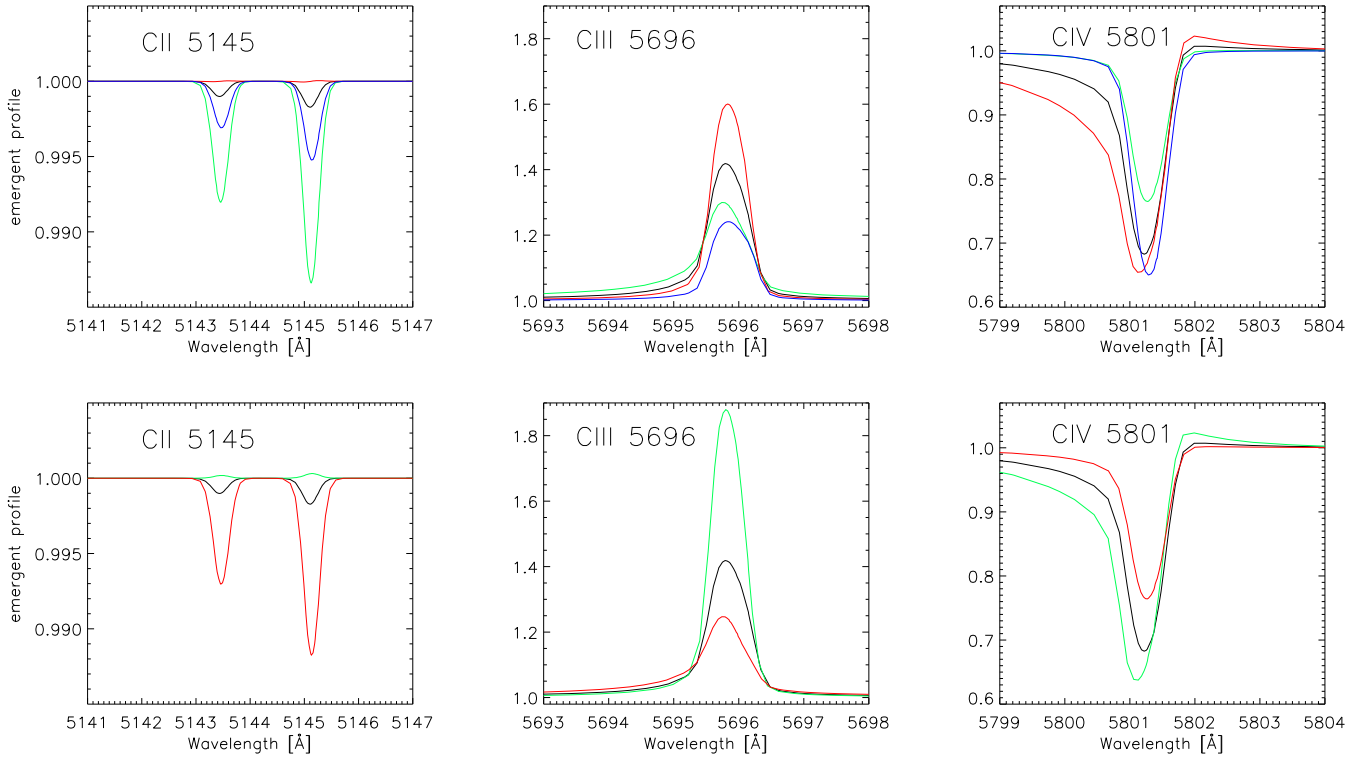 CII 5145
emergent profile
1.000
0.995
0.990
5141 5142 5143 5144 5145 5146 5147
Wavelength [Å]
CIII 5696
1.8
1.6
1.4
1.2
1.0
5693 5694 5695 5696 5697 5698
Wavelength [Å]
CIV 5801
1.0
0.9
0.8
0.7
0.6
5799 5800 5801 5802 5803 5804
Wavelength [Å]
CII 5145
emergent profile
1.000
0.995
0.990
5141 5142 5143 5144 5145 5146 5147
Wavelength [Å]
CIII 5696
1.8
1.6
1.4
1.2
1.0
5693 5694 5695 5696 5697 5698
Wavelength [Å]
CIV 5801
1.0
0.9
0.8
0.7
0.6
5799 5800 5801 5802 5803 5804
Wavelength [Å]